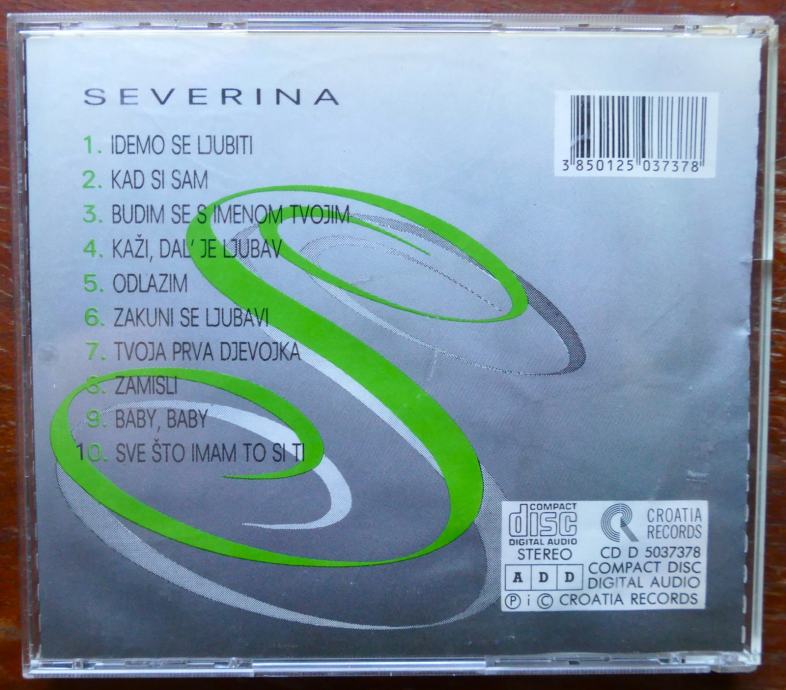 SEVERINA
1. IDEMO SE LJUBITI
2. KAD SI SAM
3. BUDIM SE S IMENOM TVOJIM
4. KAŽI, DAL' JE LJUBAV
5. ODLAZIM
6. ZAKUNI SE LJUBAVI
7. TVOJA PRVA DJEVOJKA
8. ZAMISLI
9. BABY, BABY
10. SVE ŠTO IMAM TO SI TI
3 850125 037378
COMPACT
disc
DIGITAL AUDIO
STEREO
A D D
CROATIA
RECORDS
CD D 5037378
COMPACT DISC
DIGITAL AUDIO
Ⓟ i © CROATIA RECORDS